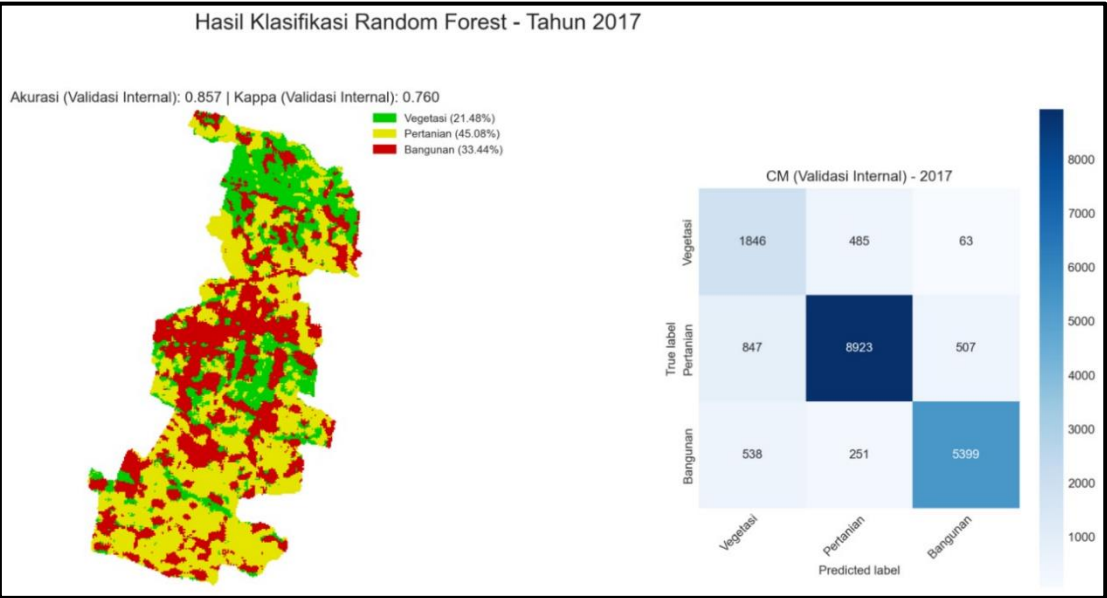 Hasil Klasifikasi Random Forest - Tahun 2017
Akurasi (Validasi Internal): 0.857 | Kappa (Validasi Internal): 0.760
Vegetasi (21.48%)
Pertanian (45.08%)
Bangunan (33.44%)
CM (Validasi Internal) - 2017
True label
Vegetasi
1846 485 63
Pertanian
847 8923 507
Bangunan
538 251 5399
Vegetasi Pertanian Bangunan
Predicted label
8000
7000
6000
5000
4000
3000
2000
1000